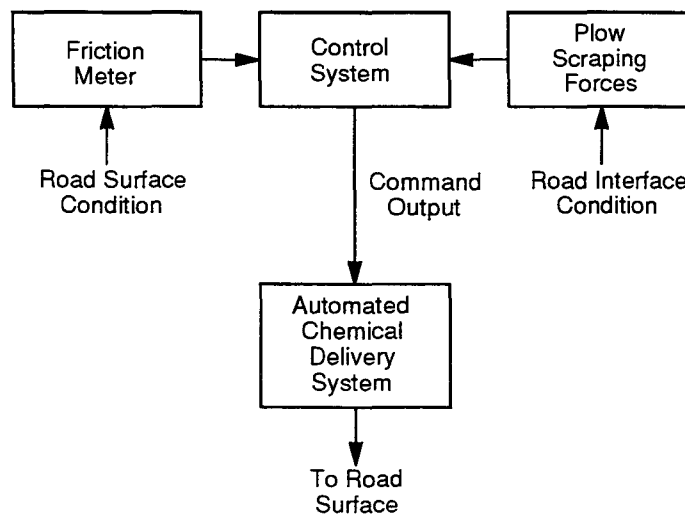 Friction
Meter
Control
System
Plow
Scraping
Forces
Road Surface
Condition
Command
Output
Road Interface
Condition
Automated
Chemical
Delivery
System
To Road
Surface